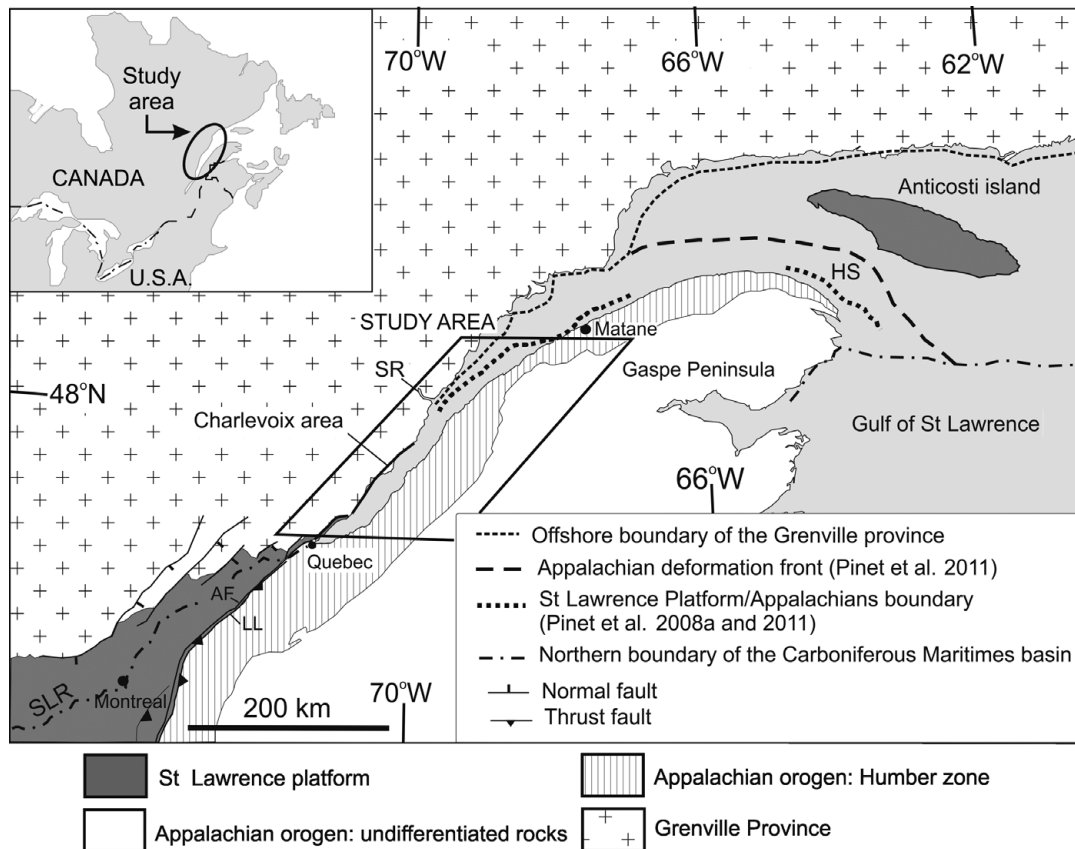 70°W
66°W
62°W
Study
area
CANADA
U.S.A.
Anticosti island
HS
STUDY AREA
Matane
SR
Gaspe Peninsula
48°N
Charlevoix area
Gulf of St Lawrence
66°W
Quebec
AF
LL
SLR
Montreal
70°W
200 km
Offshore boundary of the Grenville province
Appalachian deformation front (Pinet et al. 2011)
St Lawrence Platform/Appalachians boundary
(Pinet et al. 2008a and 2011)
Northern boundary of the Carboniferous Maritimes basin
Normal fault
Thrust fault
St Lawrence platform
Appalachian orogen: Humber zone
Appalachian orogen: undifferentiated rocks
Grenville Province